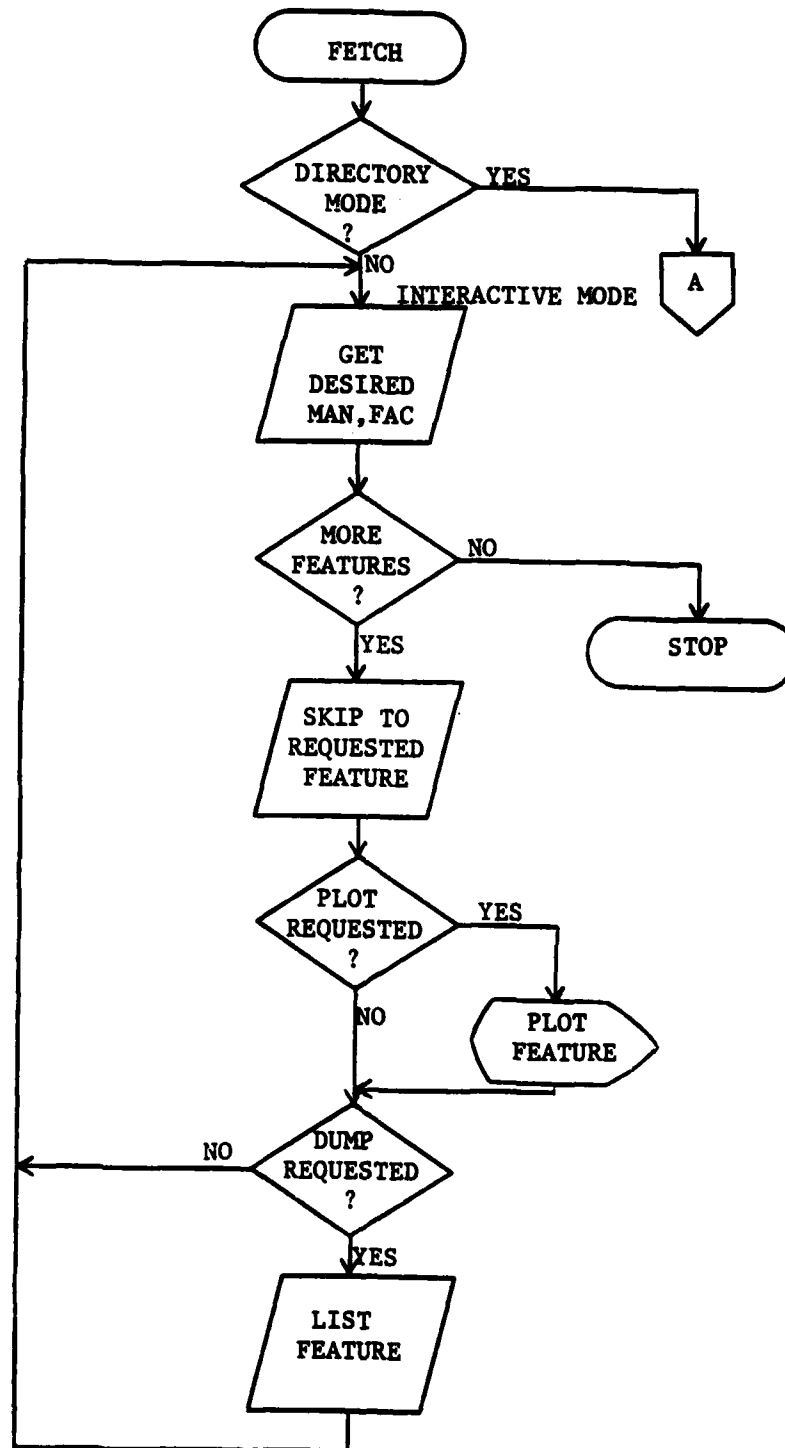 FETCH
DIRECTORY
MODE
?
YES
NO
A
INTERACTIVE MODE
GET
DESIRED
MAN,FAC
MORE
FEATURES
?
NO
YES
STOP
SKIP TO
REQUESTED
FEATURE
PLOT
REQUESTED
?
YES
NO
PLOT
FEATURE
DUMP
REQUESTED
?
NO
YES
LIST
FEATURE